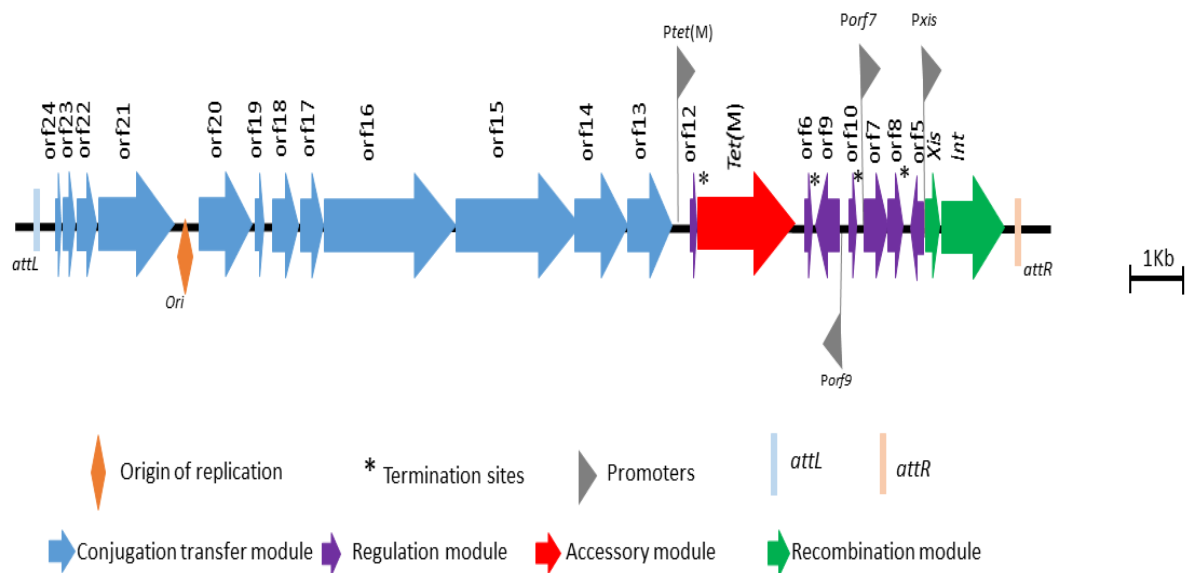 Ptet(M)
Porf7
Pxis
orf24
orf23
orf22
orf21
orf20
orf19
orf18
orf17
orf16
orf15
orf14
orf13
orf12
*
Tet(M)
orf6
*
orf9
orf10
*
orf7
orf8
*
orf5
Xis
Int
attL
Ori
Porf9
attR
1Kb
Origin of replication
* Termination sites
Promoters
attL
attR
Conjugation transfer module
Regulation module
Accessory module
Recombination module